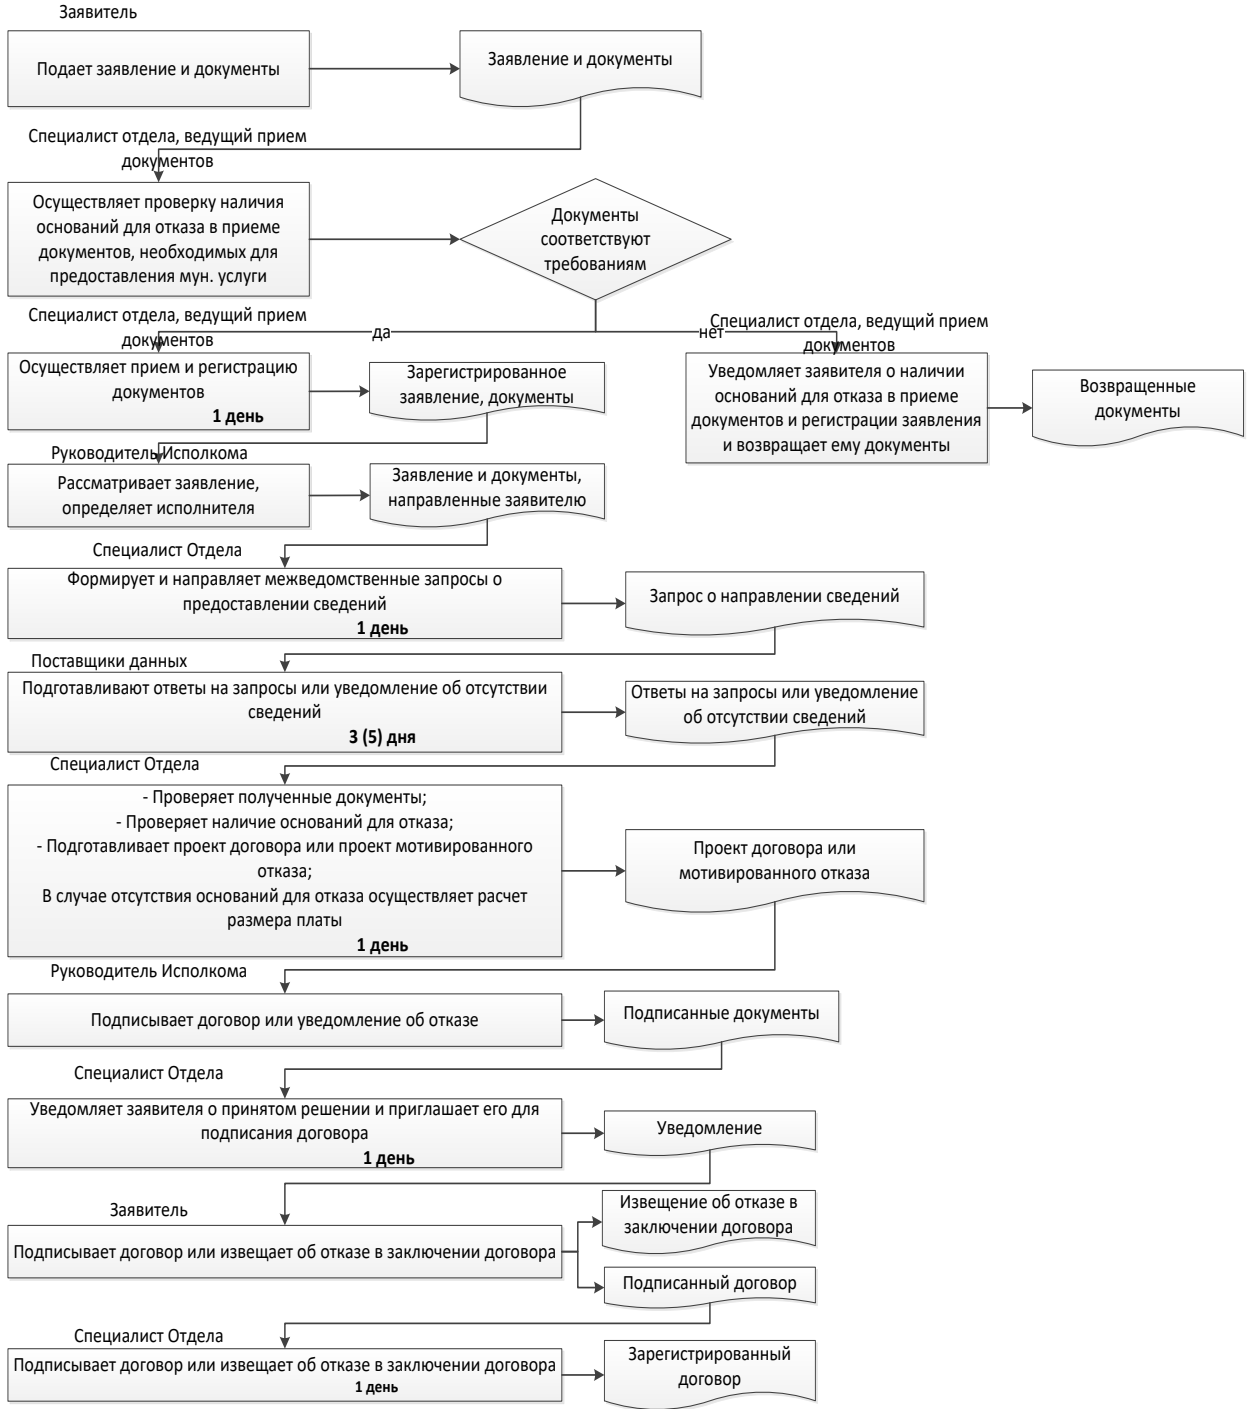 Заявитель
Подает заявление и документы
Заявление и документы
Специалист отдела, ведущий прием
документов
Осуществляет проверку наличия
оснований для отказа в приеме
документов, необходимых для
предоставления мун. услуги
Документы
соответствуют
требованиям
Специалист отдела, ведущий прием
документов
да
нет
Специалист отдела, ведущий прием
документов
Осуществляет прием и регистрацию
документов
1 день
Зарегистрированное
заявление, документы
Уведомляет заявителя о наличии
оснований для отказа в приеме
документов и регистрации заявления
и возвращает ему документы
Возвращенные
документы
Руководитель Исполкома
Рассматривает заявление,
определяет исполнителя
Заявление и документы,
направленные заявителю
Специалист Отдела
Формирует и направляет межведомственные запросы о
предоставлении сведений
1 день
Запрос о направлении сведений
Поставщики данных
Подготавливают ответы на запросы или уведомление об отсутствии
сведений
3 (5) дня
Ответы на запросы или уведомление
об отсутствии сведений
Специалист Отдела
- Проверяет полученные документы;
- Проверяет наличие оснований для отказа;
- Подготавливает проект договора или проект мотивированного
отказа;
В случае отсутствия оснований для отказа осуществляет расчет
размера платы
1 день
Проект договора или
мотивированного отказа
Руководитель Исполкома
Подписывает договор или уведомление об отказе
Подписанные документы
Специалист Отдела
Уведомляет заявителя о принятом решении и приглашает его для
подписания договора
1 день
Уведомление
Заявитель
Подписывает договор или извещает об отказе в заключении договора
Извещение об отказе в
заключении договора
Подписанный договор
Специалист Отдела
Подписывает договор или извещает об отказе в заключении договора
1 день
Зарегистрированный
договор